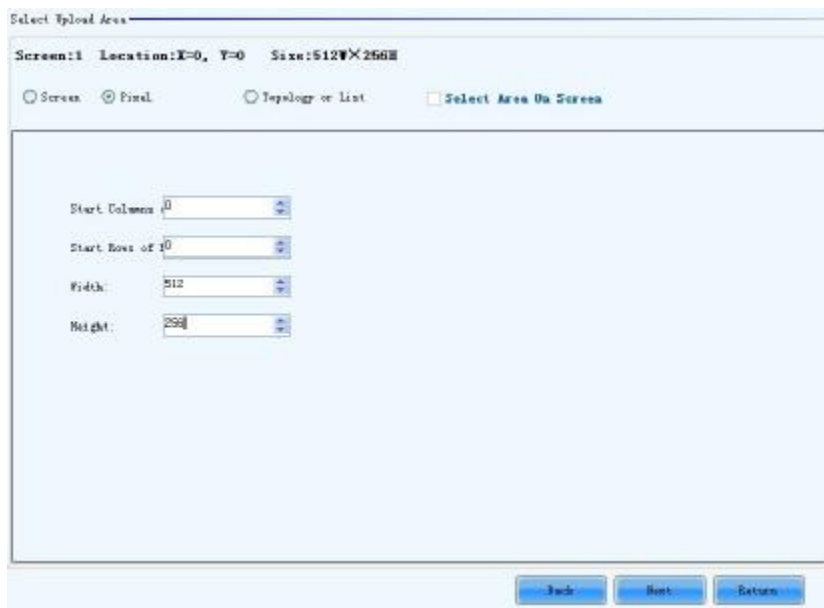 Select Upload Area
Screen:1 Location:X=0, Y=0 Size:512W×256H
Screen Pixel Topology or List Select Area On Screen
Start Columns 0
Start Rows of 0
Width: 512
Height: 256
Back Next Return